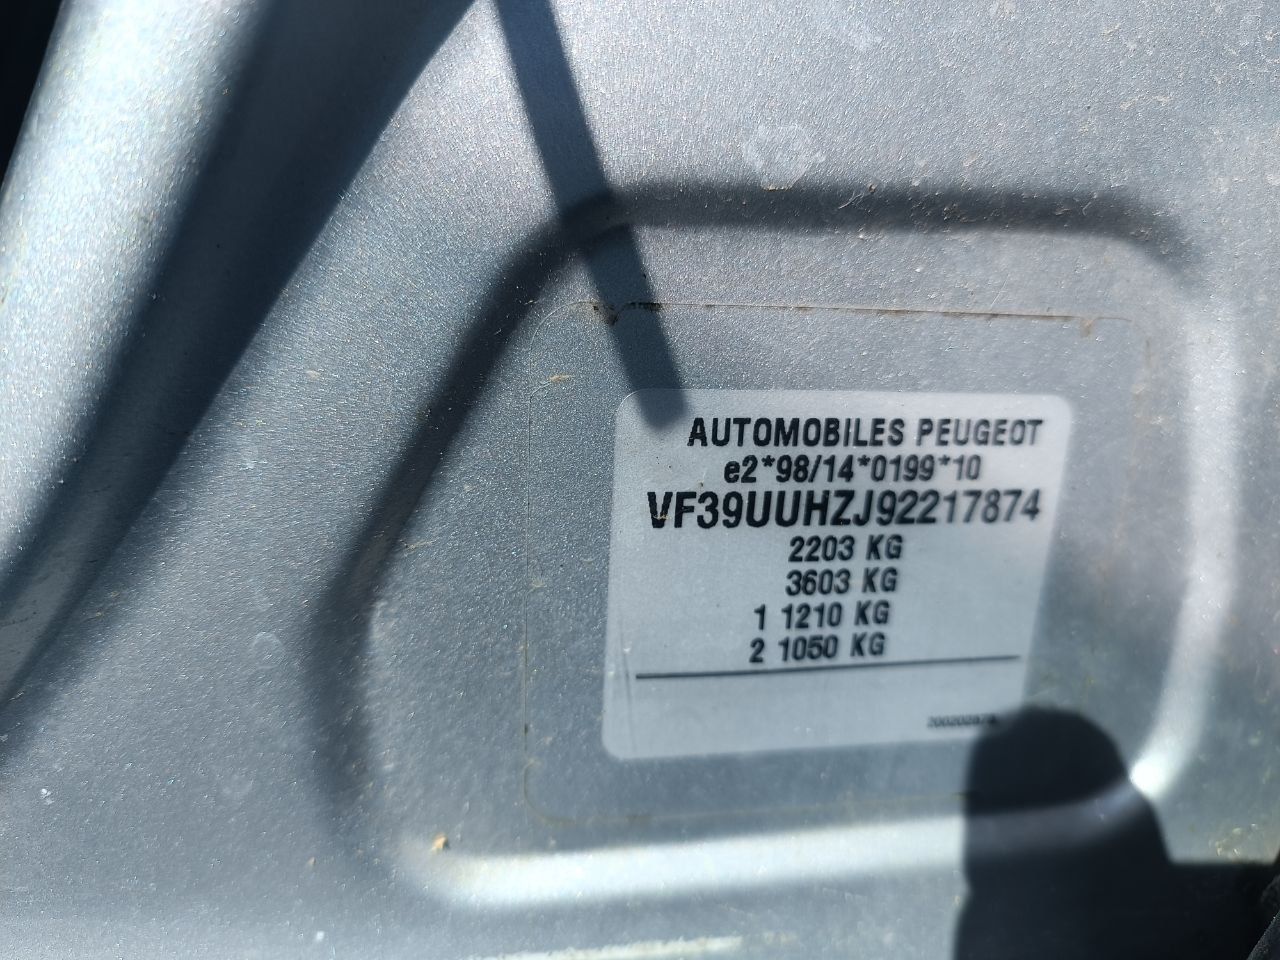 AUTOMOBILES PEUGEOT
e2*98/14*0199*10
VF39UUHZJ92217874
2203 KG
3603 KG
1 1210 KG
2 1050 KG